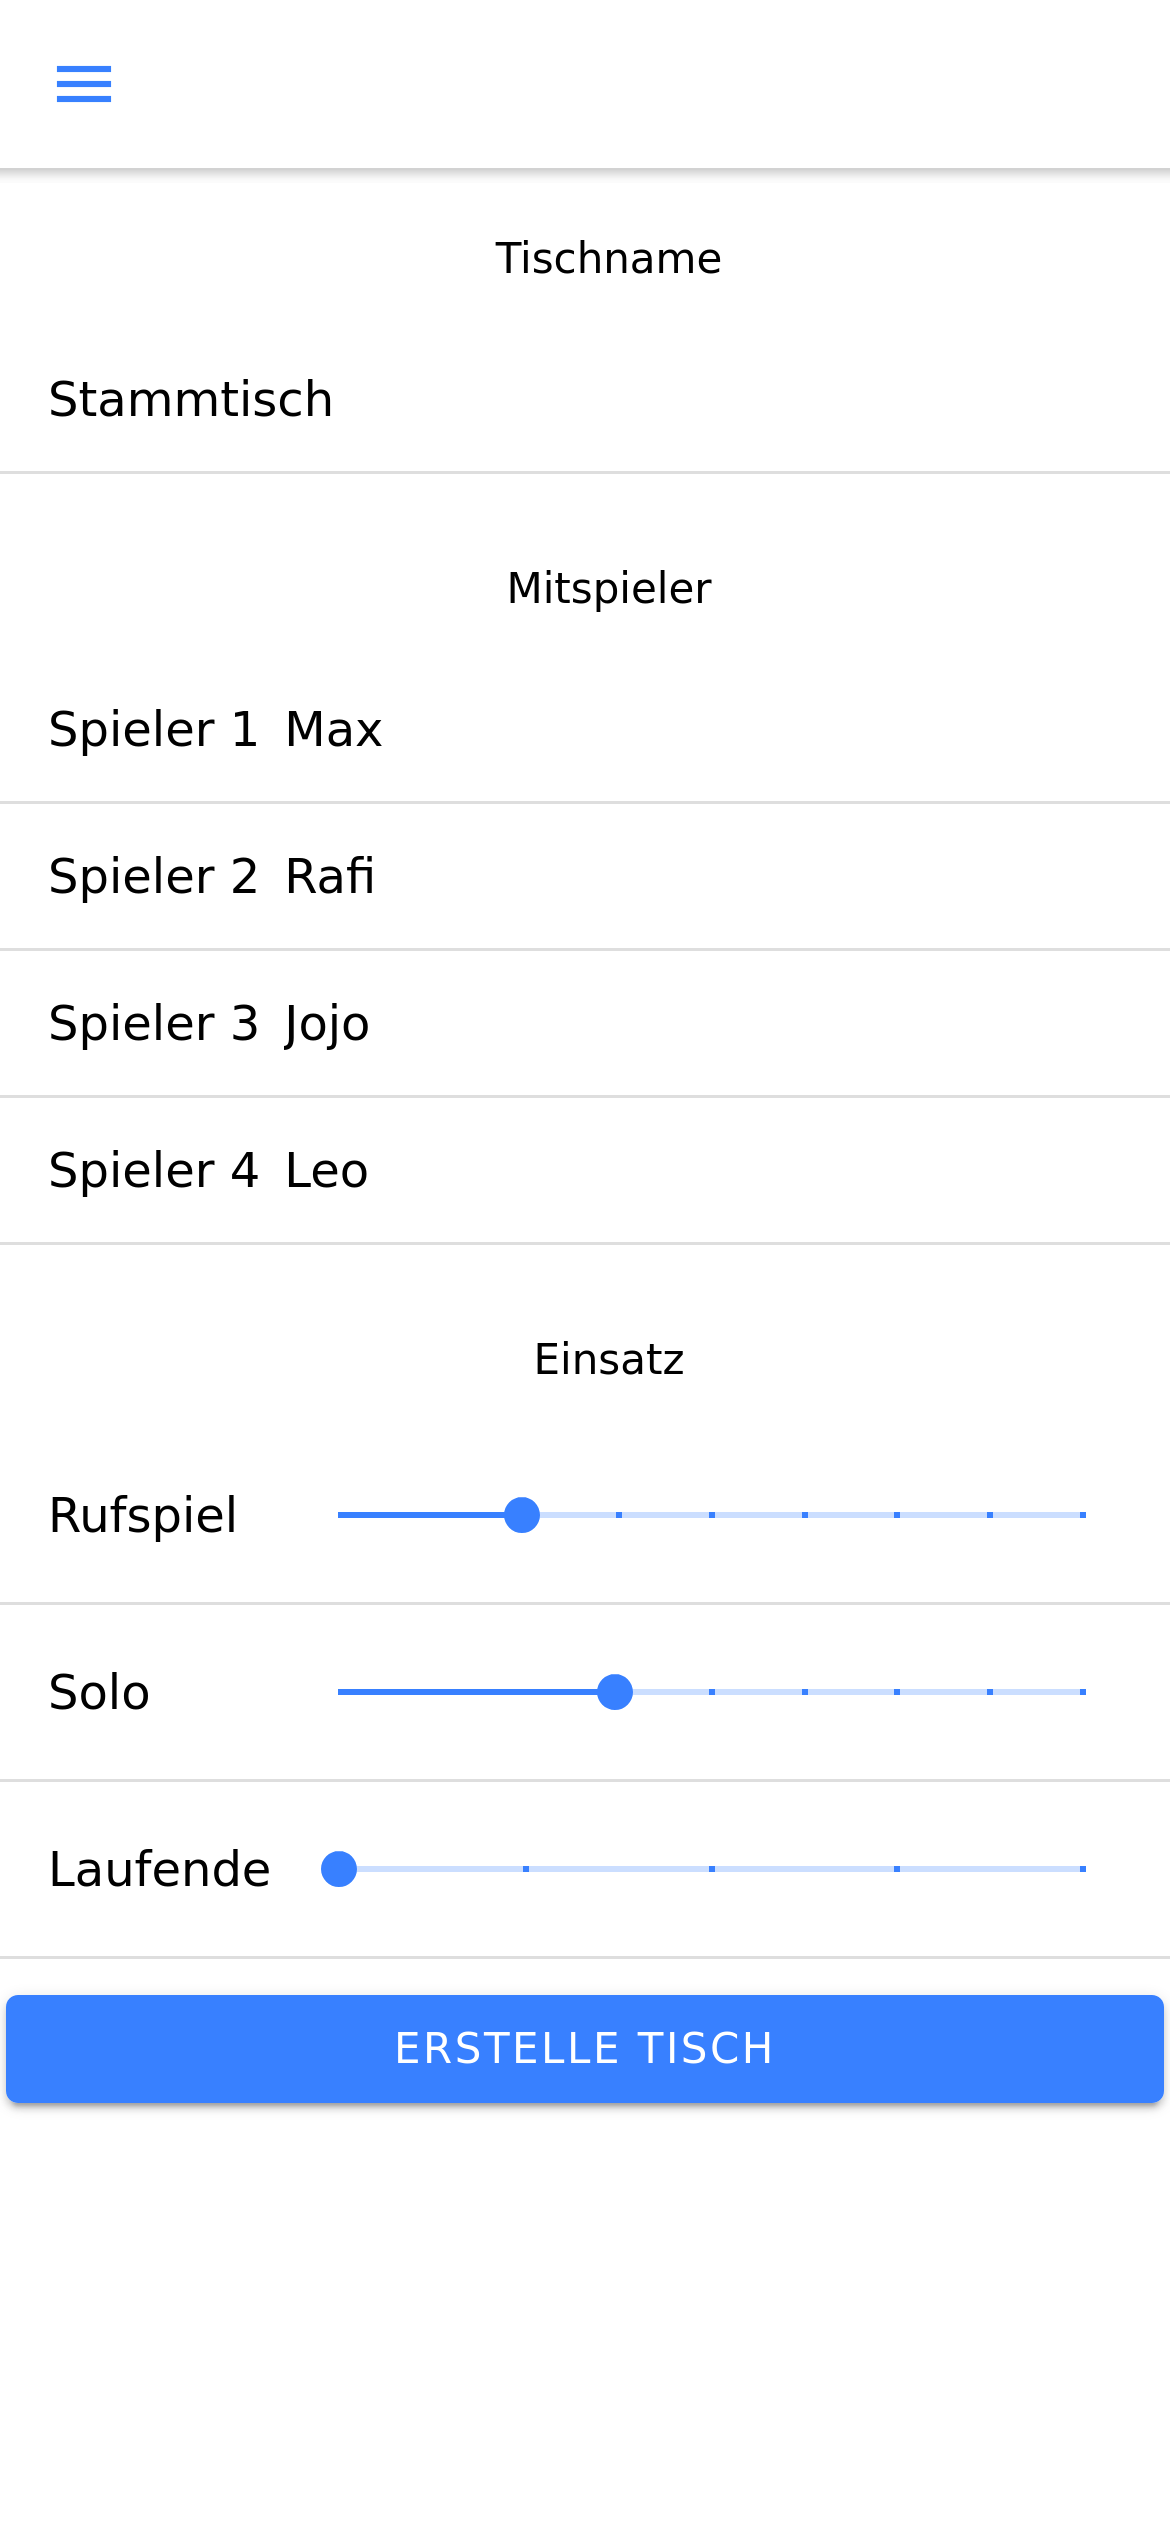 Tischname
Stammtisch
Mitspieler
Spieler 1 Max
Spieler 2 Rafi
Spieler 3 Jojo
Spieler 4 Leo
Einsatz
Rufspiel
Solo
Laufende
ERSTELLE TISCH